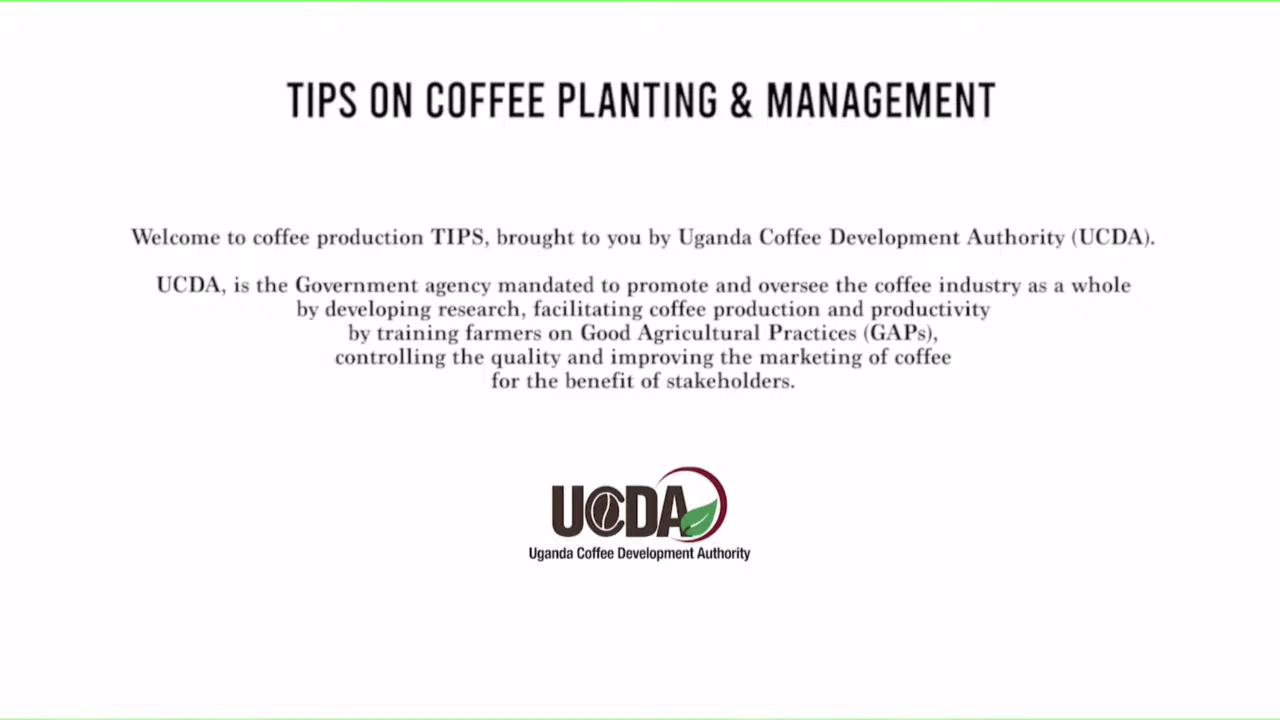 TIPS ON COFFEE PLANTING & MANAGEMENT
Welcome to coffee production TIPS, brought to you by Uganda Coffee Development Authority (UCDA).
UCDA, is the Government agency mandated to promote and oversee the coffee industry as a whole
by developing research, facilitating coffee production and productivity
by training farmers on Good Agricultural Practices (GAPs),
controlling the quality and improving the marketing of coffee
for the benefit of stakeholders.
UCDA
Uganda Coffee Development Authority